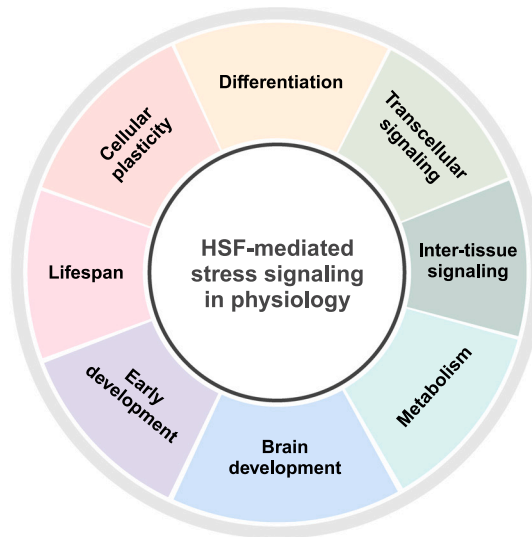 Differentiation
Transcellular
signaling
Inter-tissue
signaling
Metabolism
Brain
development
Early
development
Lifespan
Cellular
plasticity
HSF-mediated
stress signaling
in physiology